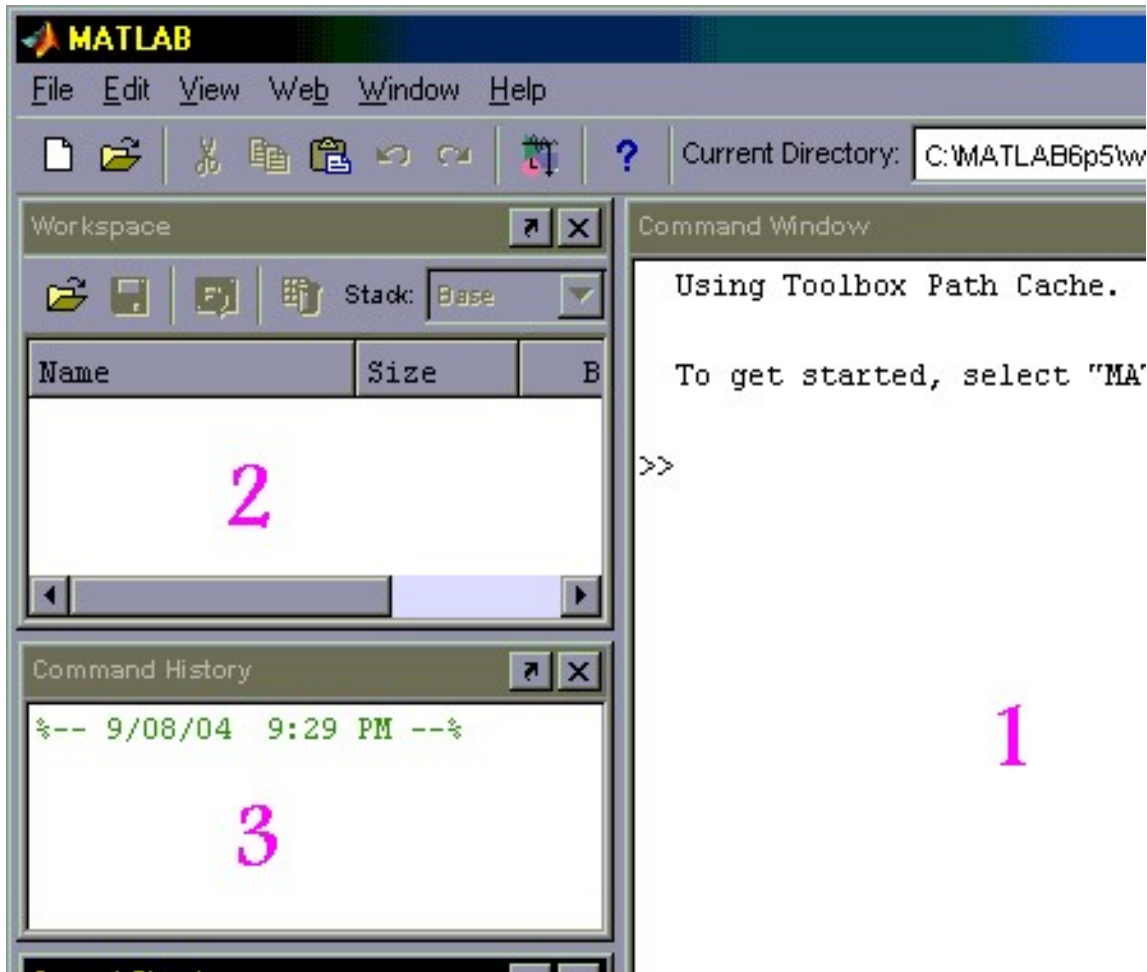 MATLAB
File Edit View Web Window Help
? Current Directory: C:\MATLAB6p5\w
Workspace
Stack: Base
Name Size B
2
Command History
%-- 9/08/04 9:29 PM --%
3
Command Window
Using Toolbox Path Cache.
To get started, select "MAT
>>
1